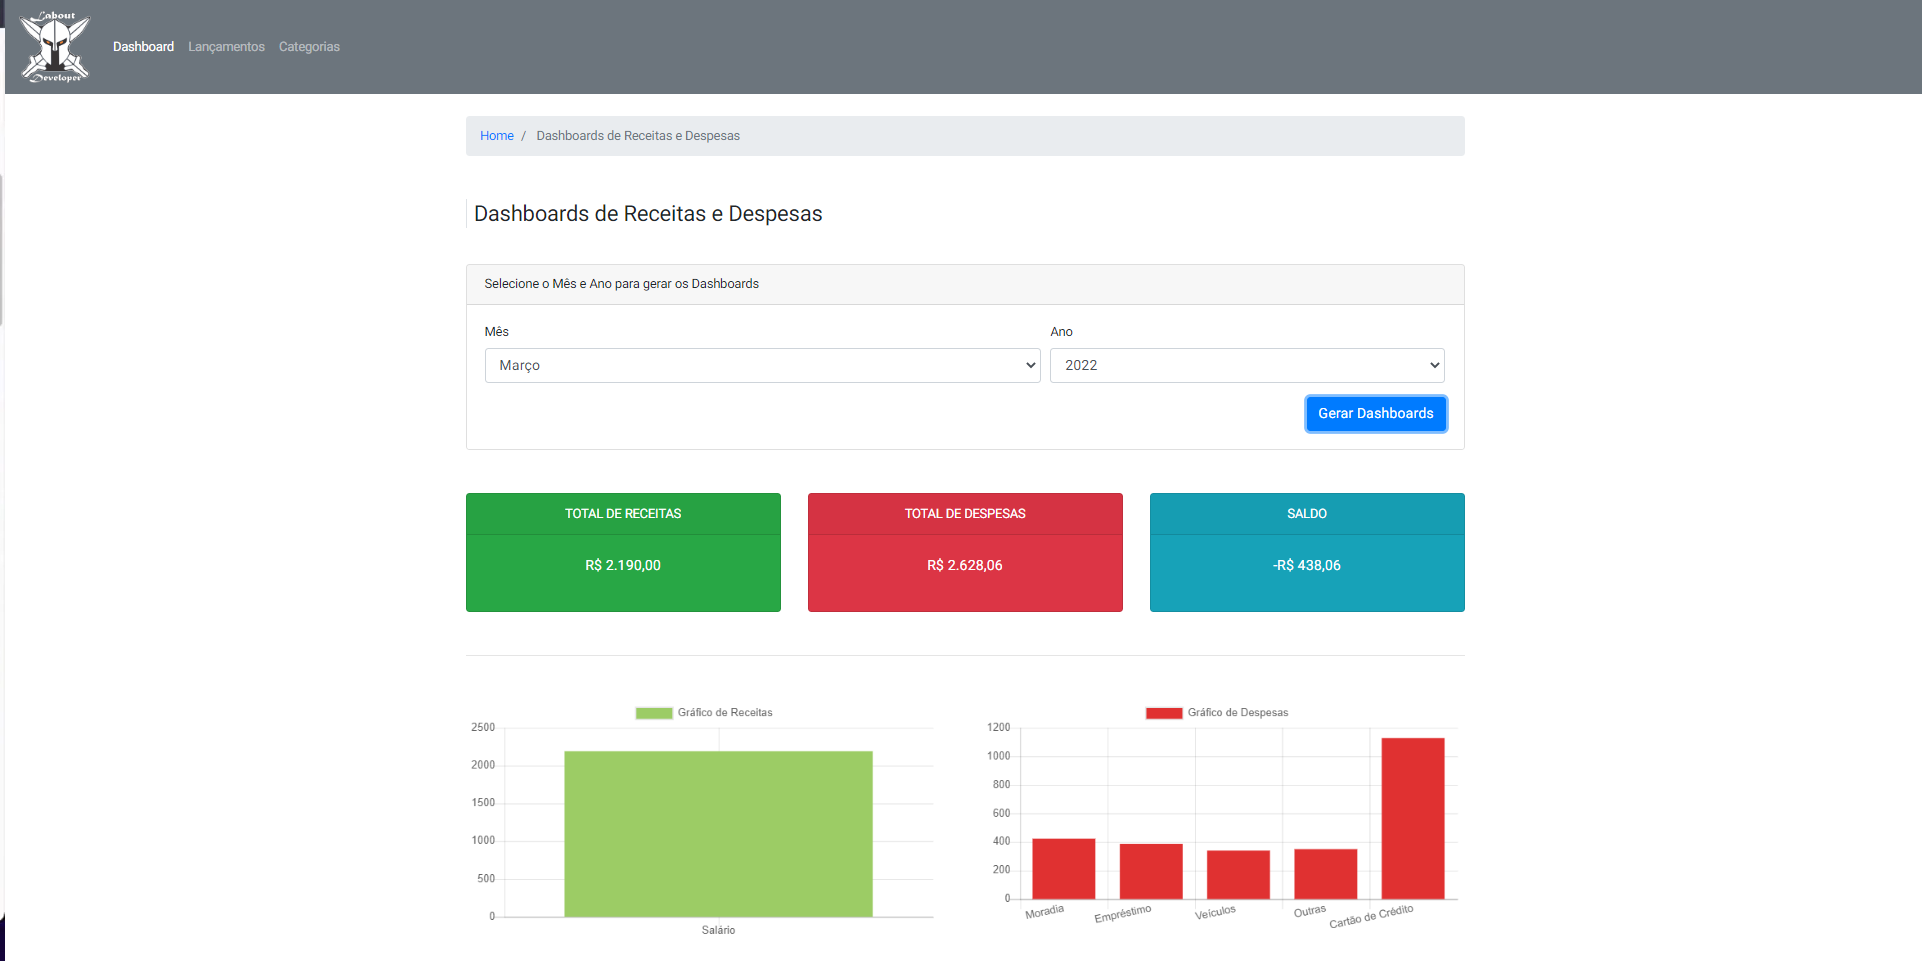 Labout
Developer
Dashboard Lançamentos Categorias
Home / Dashboards de Receitas e Despesas
Dashboards de Receitas e Despesas
Selecione o Mês e Ano para gerar os Dashboards
Mês Ano
Março 2022
Gerar Dashboards
TOTAL DE RECEITAS TOTAL DE DESPESAS SALDO
R$ 2.190,00 R$ 2.628,06 -R$ 438,06
Gráfico de Receitas
2500
2000
1500
1000
500
0
Salário
Gráfico de Despesas
1200
1000
800
600
400
200
0
Moradia Empréstimo Veículos Outras Cartão de Crédito